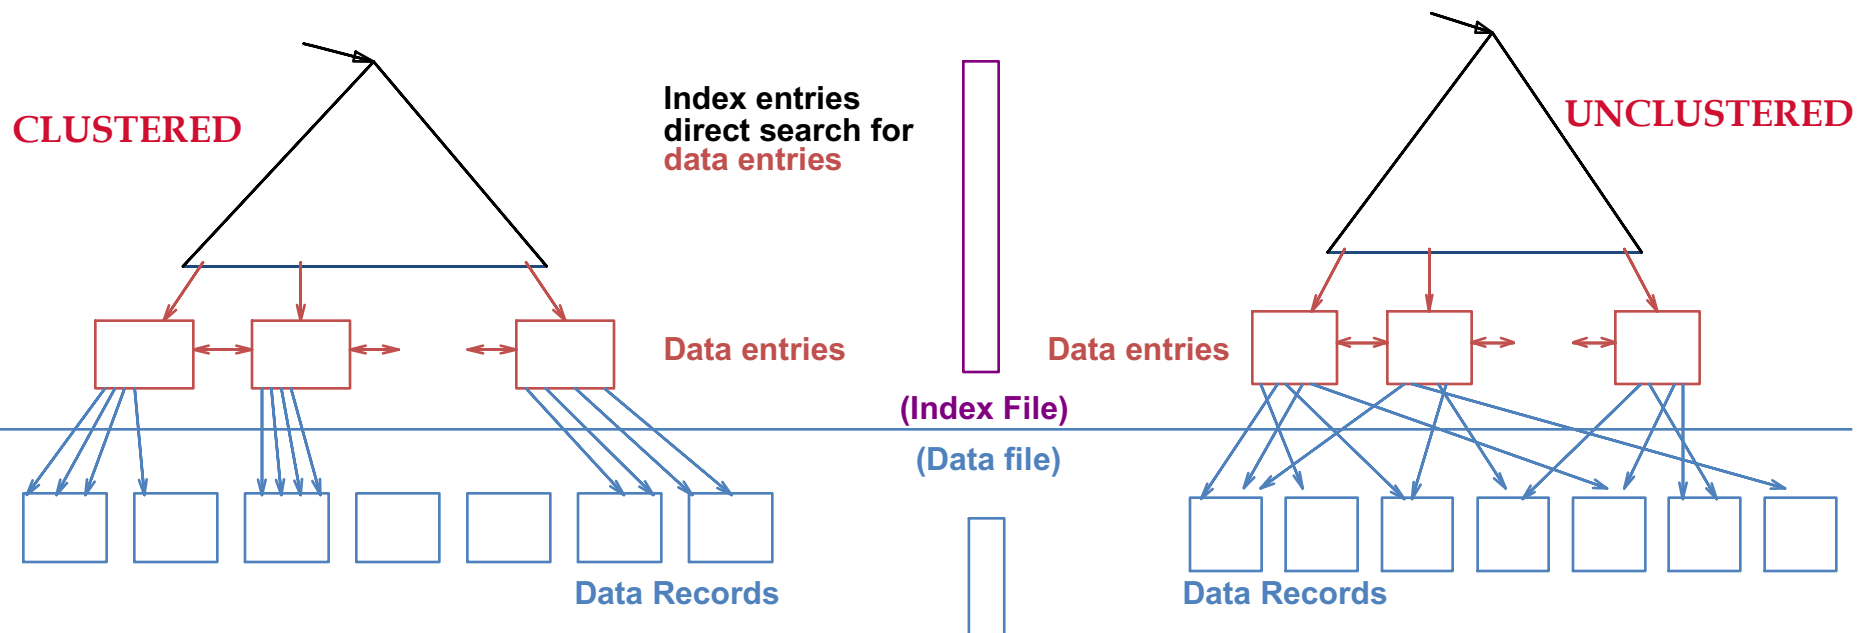 CLUSTERED
Index entries
direct search for
data entries
UNCLUSTERED
Data entries
Data entries
(Index File)
(Data file)
Data Records
Data Records